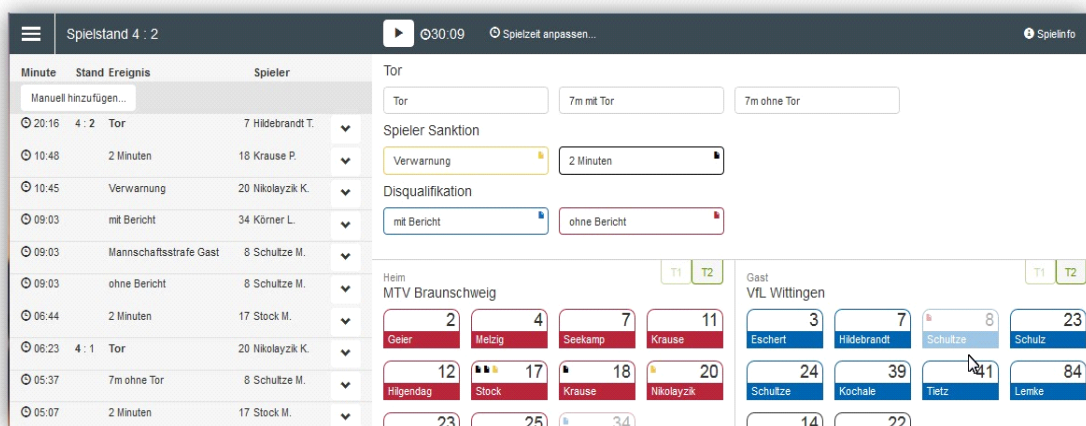 Spielstand 4 : 2
30:09
Spielzeit anpassen...
Spielinfo
Minute Stand Ereignis Spieler
Manuell hinzufügen...
20:16 4 : 2 Tor 7 Hildebrandt T.
10:48 2 Minuten 18 Krause P.
10:45 Verwarnung 20 Nikolayzik K.
09:03 mit Bericht 34 Körner L.
09:03 Mannschaftsstrafe Gast 8 Schultze M.
09:03 ohne Bericht 8 Schultze M.
06:44 2 Minuten 17 Stock M.
06:23 4 : 1 Tor 20 Nikolayzik K.
05:37 7m ohne Tor 8 Schultze M.
05:07 2 Minuten 17 Stock M.
Tor
Tor 7m mit Tor 7m ohne Tor
Spieler Sanktion
Verwarnung 2 Minuten
Disqualifikation
mit Bericht ohne Bericht
Heim T1 T2
MTV Braunschweig
2 4 7 11
Geier Melzig Seekamp Krause
12 17 18 20
Hilgendag Stock Krause Nikolayzik
23 25 34
Gast T1 T2
VfL Wittingen
3 7 8 23
Eschert Hildebrandt Schultze Schulz
24 39 41 84
Schultze Kochale Tietz Lemke
14 22